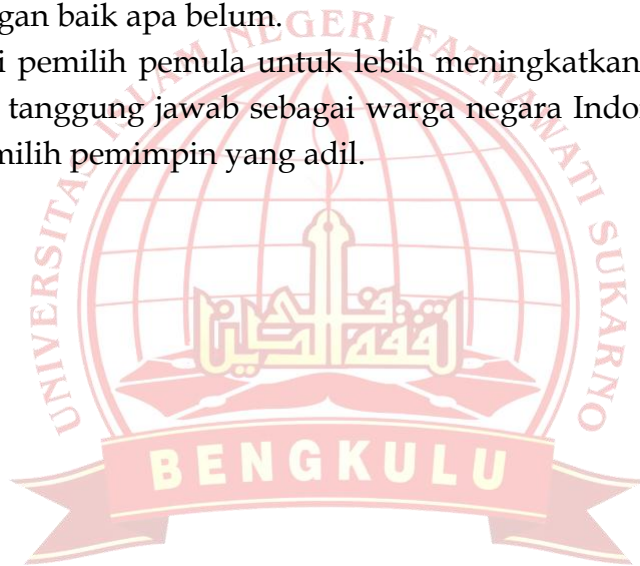 gan baik apa belum.
i pemilih pemula untuk lebih meningkatkan
tanggung jawab sebagai warga negara Indo
milih pemimpin yang adil.
UNIVERSITAS ISLAM NEGERI FATMAWATI SUKARNO
BENGKULU